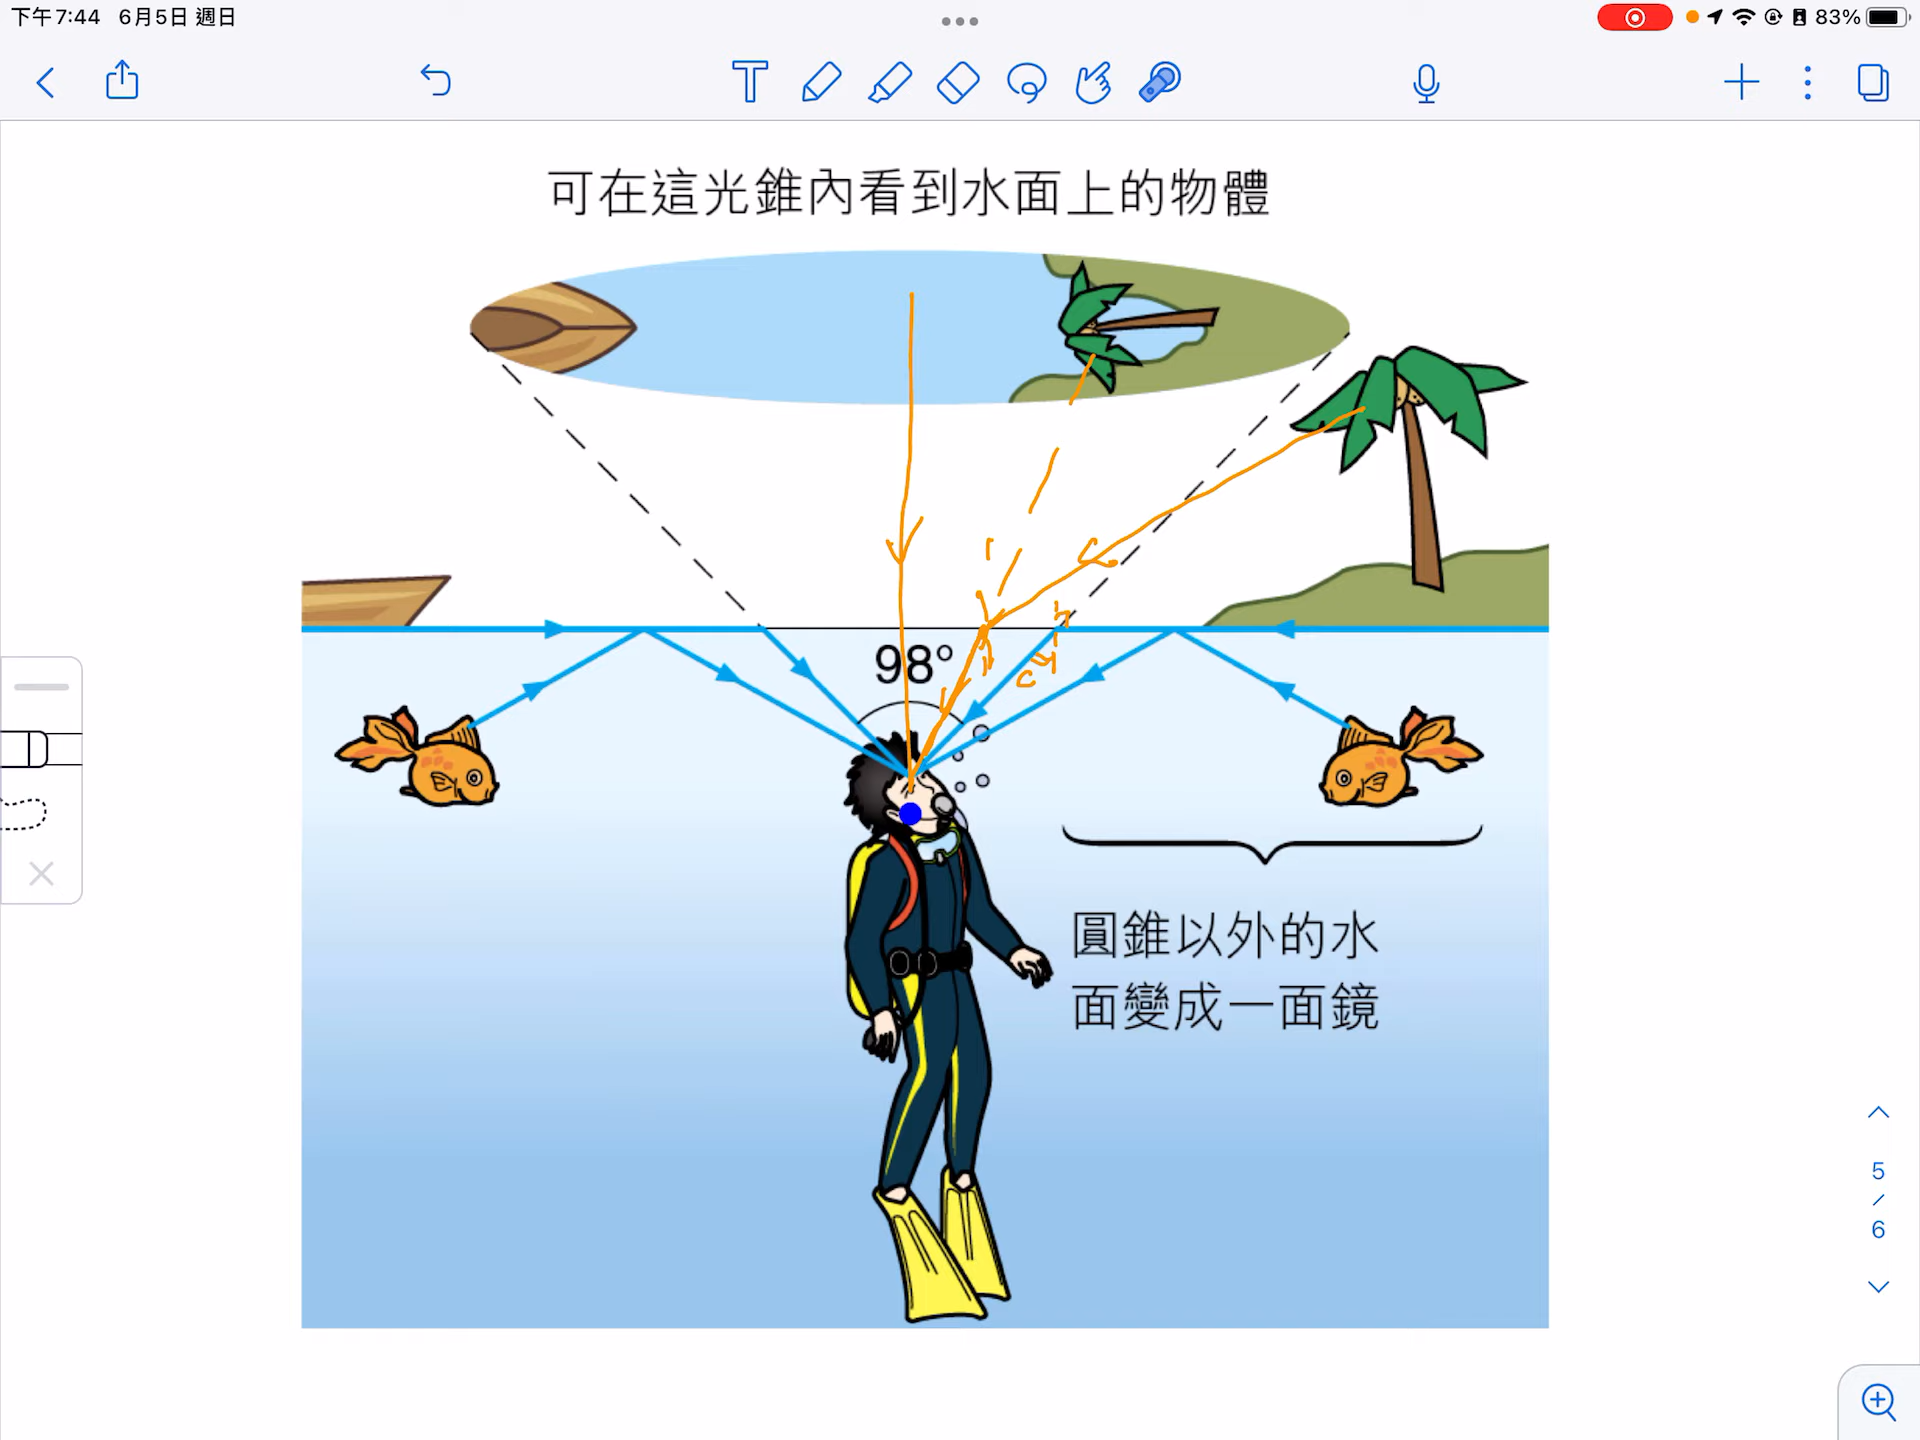 下午7:44 6月5日 週日
83%
可在這光錐內看到水面上的物體
98°
c
圓錐以外的水
面變成一面鏡
5
/
6